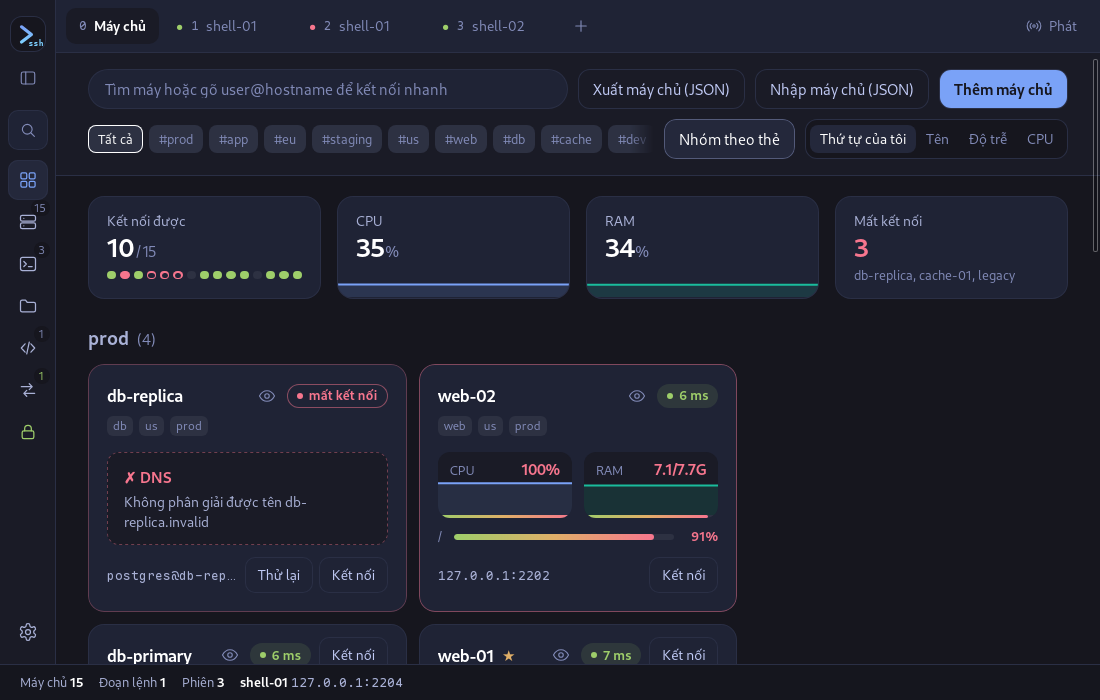 ssh
0 Máy chủ
1 shell-01
2 shell-01
3 shell-02
Phát
Tìm máy hoặc gõ user@hostname để kết nối nhanh
Xuất máy chủ (JSON)
Nhập máy chủ (JSON)
Thêm máy chủ
Tất cả #prod #app #eu #staging #us #web #db #cache #dev
Nhóm theo thẻ
Thứ tự của tôi Tên Độ trễ CPU
15
3
1
1
Kết nối được
10 / 15
CPU
35%
RAM
34%
Mất kết nối
3
db-replica, cache-01, legacy
prod (4)
db-replica
mất kết nối
db us prod
✗ DNS
Không phân giải được tên db-
replica.invalid
postgres@db-rep…
Thử lại
Kết nối
web-02
6 ms
web us prod
CPU 100%
RAM 7.1/7.7G
/ 91%
127.0.0.1:2202
Kết nối
db-primary
6 ms
Kết nối
web-01 ★
7 ms
Kết nối
Máy chủ 15 Đoạn lệnh 1 Phiên 3 shell-01 127.0.0.1:2204